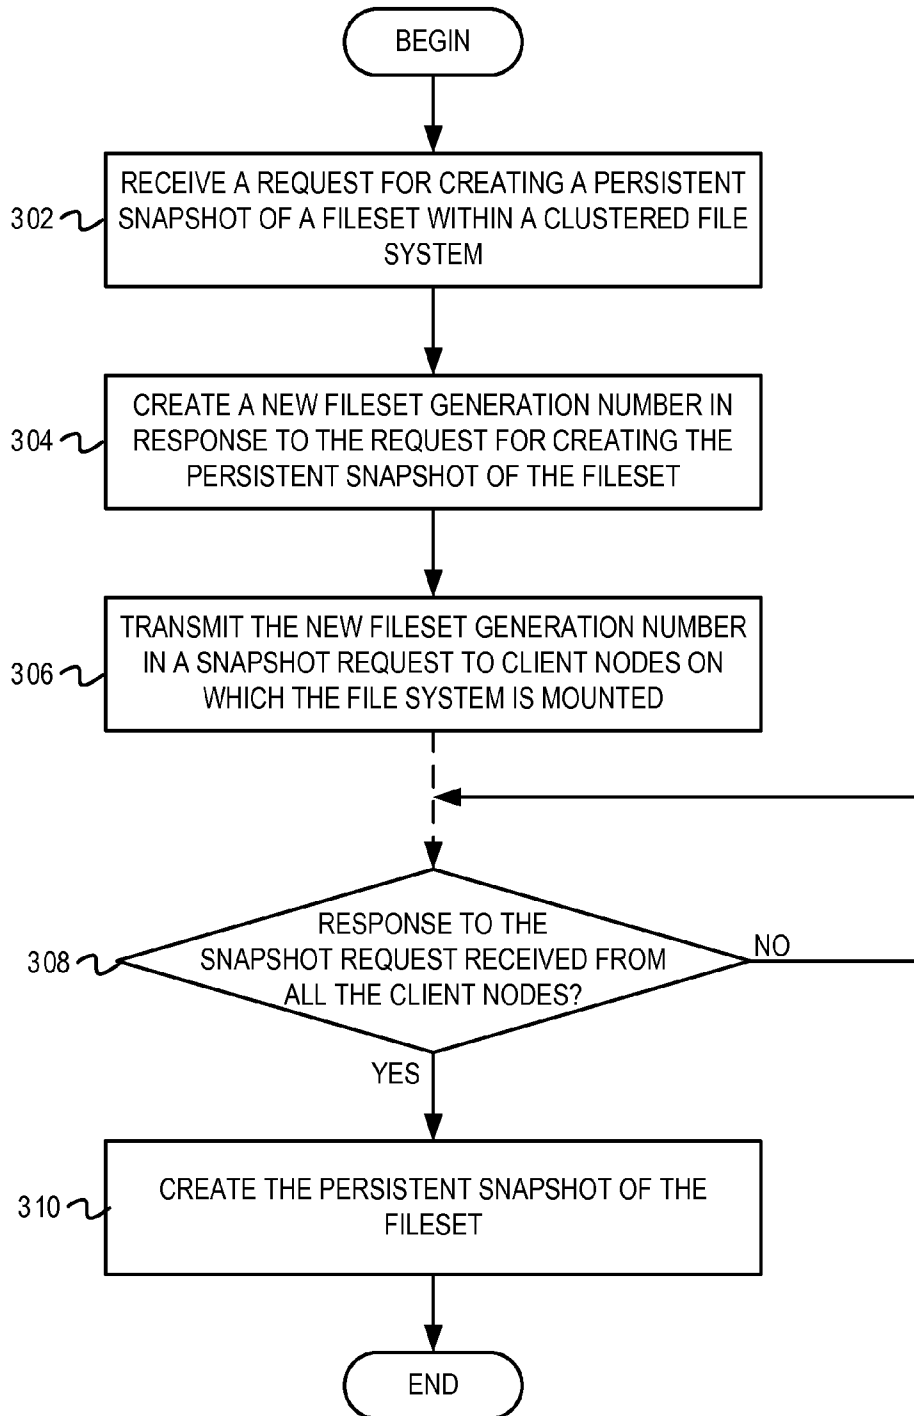 BEGIN
302
RECEIVE A REQUEST FOR CREATING A PERSISTENT
SNAPSHOT OF A FILESET WITHIN A CLUSTERED FILE
SYSTEM
304
CREATE A NEW FILESET GENERATION NUMBER IN
RESPONSE TO THE REQUEST FOR CREATING THE
PERSISTENT SNAPSHOT OF THE FILESET
306
TRANSMIT THE NEW FILESET GENERATION NUMBER
IN A SNAPSHOT REQUEST TO CLIENT NODES ON
WHICH THE FILE SYSTEM IS MOUNTED
308
RESPONSE TO THE
SNAPSHOT REQUEST RECEIVED FROM
ALL THE CLIENT NODES?
NO
YES
310
CREATE THE PERSISTENT SNAPSHOT OF THE
FILESET
END